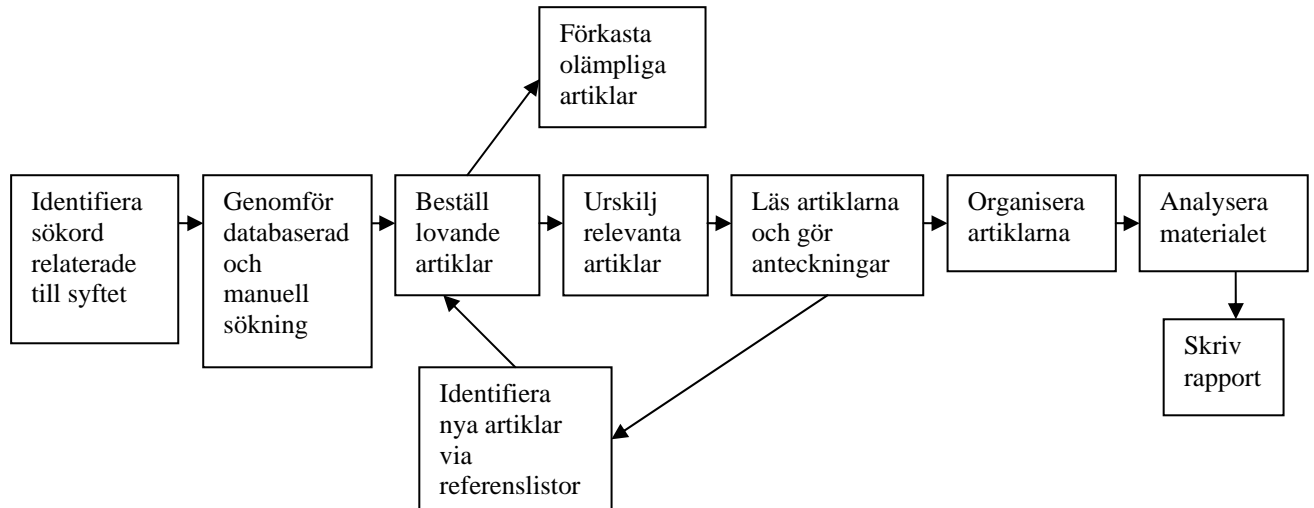 Förkasta
olämpliga
artiklar
Identifiera
sökord
relaterade
till syftet
Genomför
databaserad
och
manuell
sökning
Beställ
lovande
artiklar
Urskilj
relevanta
artiklar
Läs artiklarna
och gör
anteckningar
Organisera
artiklarna
Analysera
materialet
Skriv
rapport
Identifiera
nya artiklar
via
referenslistor